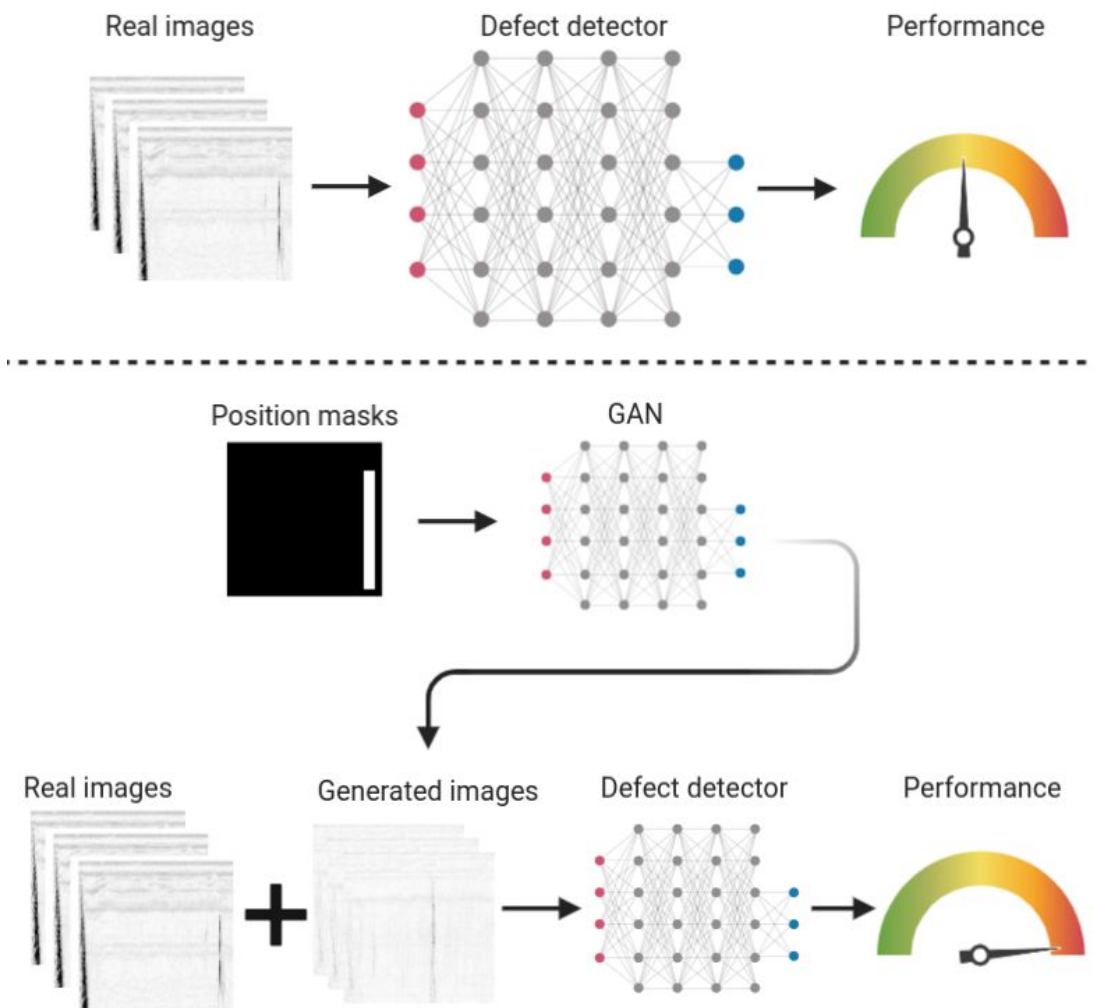 Real images
Defect detector
Performance
Position masks
GAN
Real images
Generated images
Defect detector
Performance